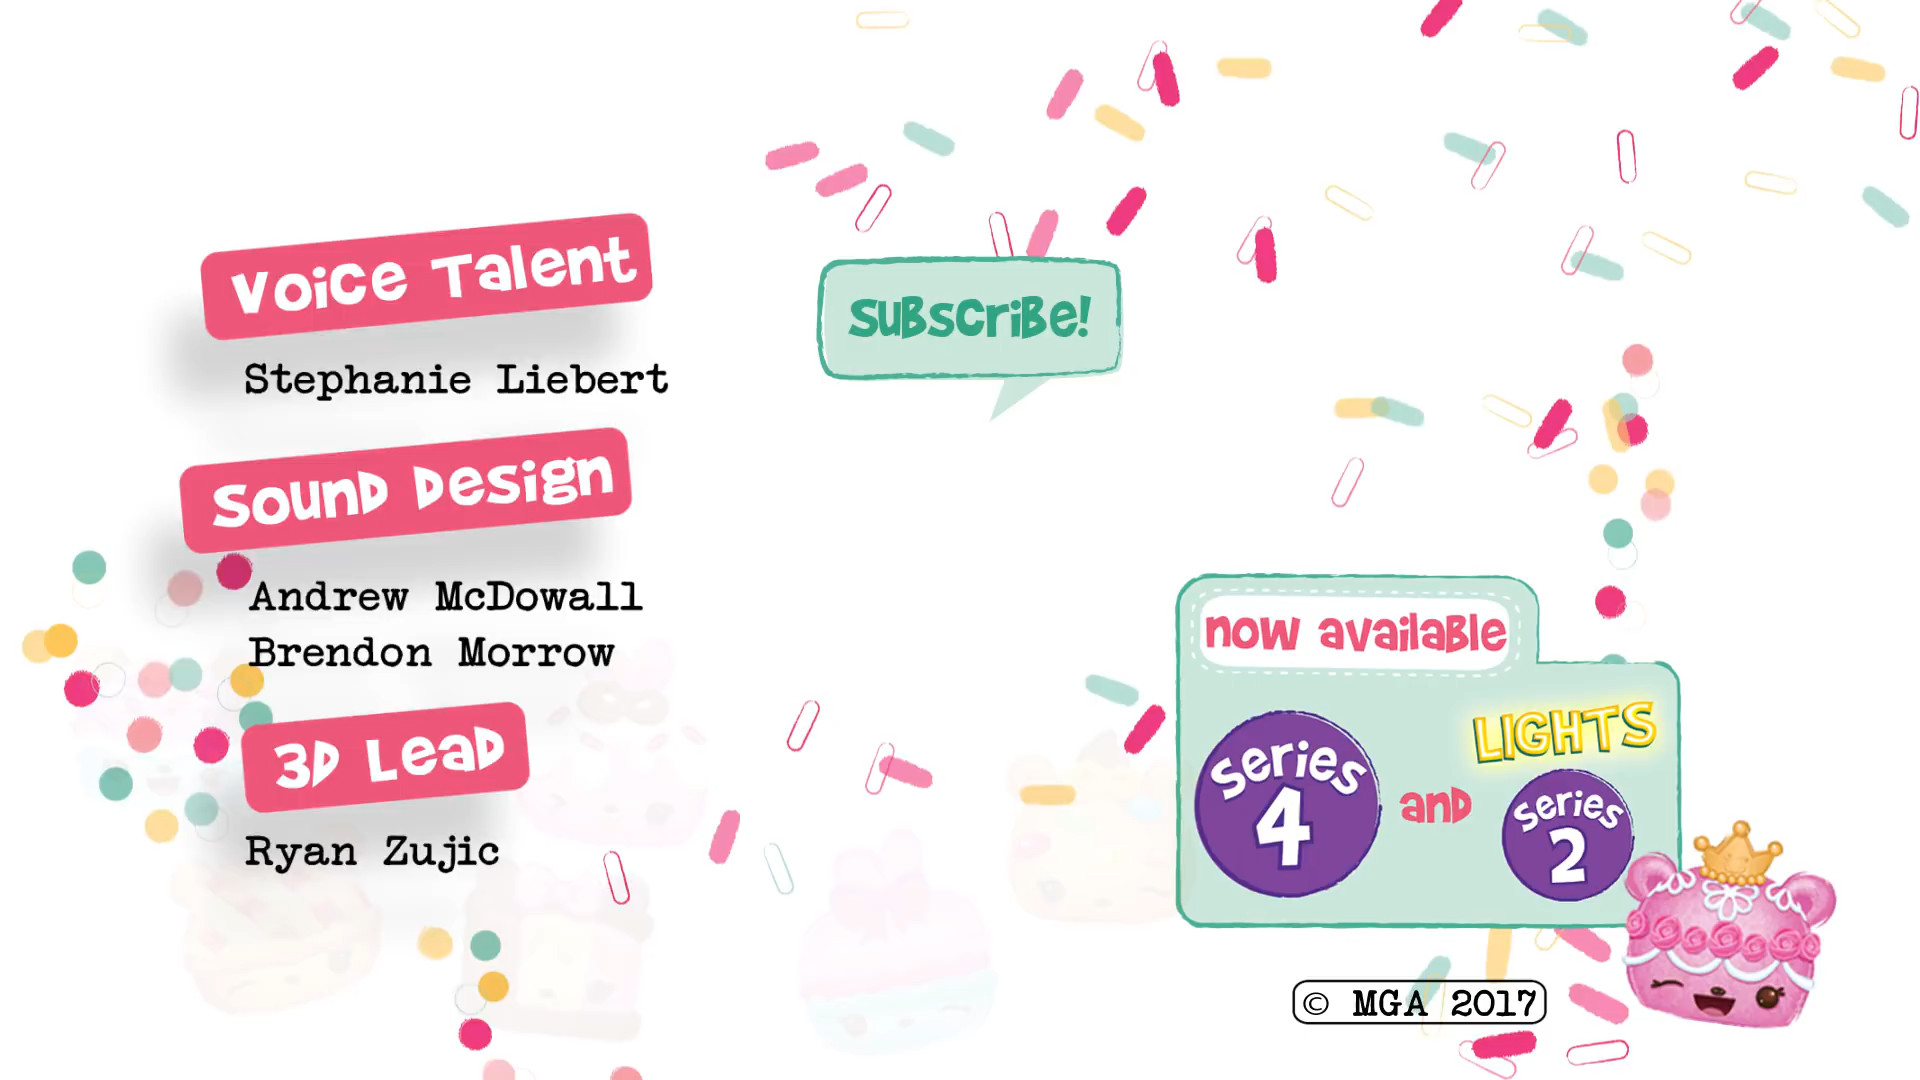 Voice Talent
Stephanie Liebert
Sound Design
Andrew McDowall
Brendon Morrow
3D Lead
Ryan Zujic
Subscribe!
now available
Series 4
and
LIGHTS
Series 2
© MGA 2017